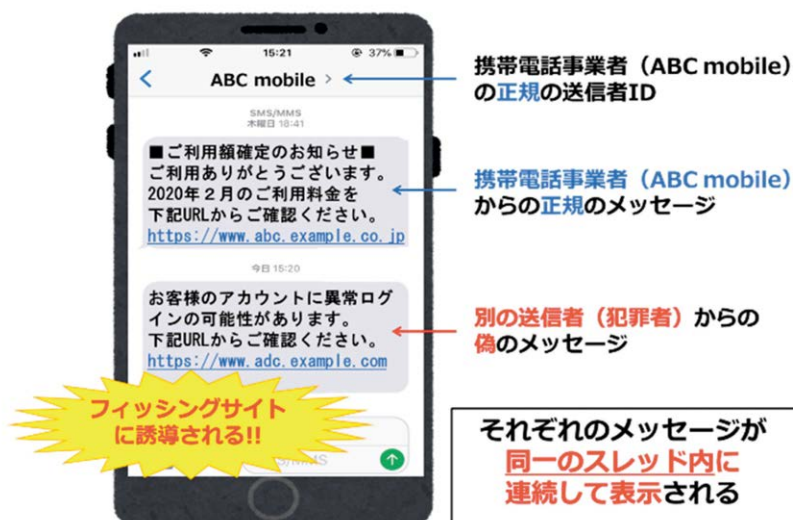 15:21
37%
ABC mobile >
SMS/MMS
木曜日 18:41
■ご利用額確定のお知らせ■
ご利用ありがとうございます。
2020年2月のご利用料金を
下記URLからご確認ください。
https://www.abc.example.co.jp
今日 15:20
お客様のアカウントに異常ログ
インの可能性があります。
下記URLからご確認ください。
https://www.adc.example.com
フィッシングサイト
に誘導される!!
携帯電話事業者(ABC mobile)
の正規の送信者ID
携帯電話事業者(ABC mobile)
からの正規のメッセージ
別の送信者(犯罪者)からの
偽のメッセージ
それぞれのメッセージが
同一のスレッド内に
連続して表示される